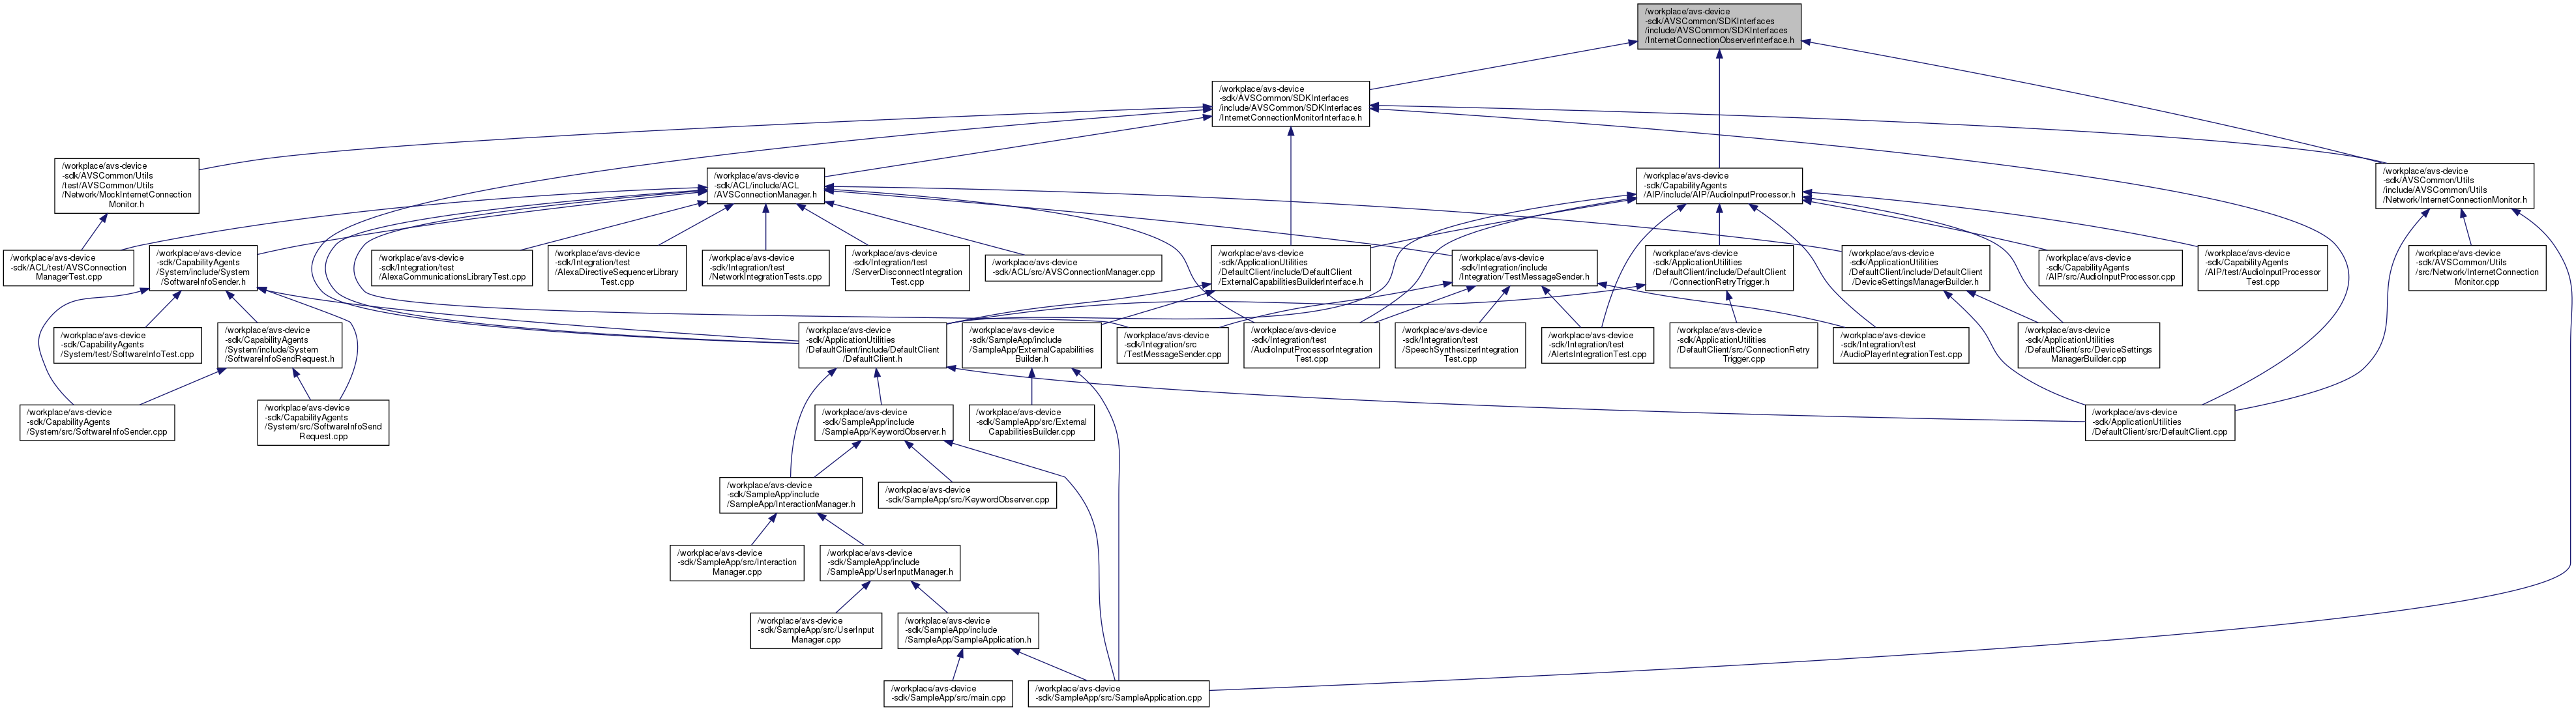 /workplace/avs-device
-sdk/AVSCommon/SDKInterfaces
/include/AVSCommon/SDKInterfaces
/InternetConnectionObserverInterface.h
/workplace/avs-device
-sdk/AVSCommon/SDKInterfaces
/include/AVSCommon/SDKInterfaces
/InternetConnectionMonitorInterface.h
/workplace/avs-device
-sdk/AVSCommon/Utils
/test/AVSCommon/Utils
/Network/MockInternetConnection
Monitor.h
/workplace/avs-device
-sdk/ACL/include/ACL
/AVSConnectionManager.h
/workplace/avs-device
-sdk/CapabilityAgents
/AIP/include/AIP/AudioInputProcessor.h
/workplace/avs-device
-sdk/AVSCommon/Utils
/include/AVSCommon/Utils
/Network/InternetConnectionMonitor.h
/workplace/avs-device
-sdk/ACL/test/AVSConnection
ManagerTest.cpp
/workplace/avs-device
-sdk/CapabilityAgents
/System/include/System
/SoftwareInfoSender.h
/workplace/avs-device
-sdk/Integration/test
/AlexaCommunicationsLibraryTest.cpp
/workplace/avs-device
-sdk/Integration/test
/AlexaDirectiveSequencerLibrary
Test.cpp
/workplace/avs-device
-sdk/Integration/test
/NetworkIntegrationTests.cpp
/workplace/avs-device
-sdk/Integration/test
/ServerDisconnectIntegration
Test.cpp
/workplace/avs-device
-sdk/ACL/src/AVSConnectionManager.cpp
/workplace/avs-device
-sdk/ApplicationUtilities
/DefaultClient/include/DefaultClient
/ExternalCapabilitiesBuilderInterface.h
/workplace/avs-device
-sdk/Integration/include
/Integration/TestMessageSender.h
/workplace/avs-device
-sdk/ApplicationUtilities
/DefaultClient/include/DefaultClient
/ConnectionRetryTrigger.h
/workplace/avs-device
-sdk/ApplicationUtilities
/DefaultClient/include/DefaultClient
/DeviceSettingsManagerBuilder.h
/workplace/avs-device
-sdk/CapabilityAgents
/AIP/src/AudioInputProcessor.cpp
/workplace/avs-device
-sdk/CapabilityAgents
/AIP/test/AudioInputProcessor
Test.cpp
/workplace/avs-device
-sdk/AVSCommon/Utils
/src/Network/InternetConnection
Monitor.cpp
/workplace/avs-device
-sdk/CapabilityAgents
/System/test/SoftwareInfoTest.cpp
/workplace/avs-device
-sdk/CapabilityAgents
/System/include/System
/SoftwareInfoSendRequest.h
/workplace/avs-device
-sdk/ApplicationUtilities
/DefaultClient/include/DefaultClient
/DefaultClient.h
/workplace/avs-device
-sdk/SampleApp/include
/SampleApp/ExternalCapabilities
Builder.h
/workplace/avs-device
-sdk/Integration/src
/TestMessageSender.cpp
/workplace/avs-device
-sdk/Integration/test
/AudioInputProcessorIntegration
Test.cpp
/workplace/avs-device
-sdk/Integration/test
/SpeechSynthesizerIntegration
Test.cpp
/workplace/avs-device
-sdk/Integration/test
/AlertsIntegrationTest.cpp
/workplace/avs-device
-sdk/ApplicationUtilities
/DefaultClient/src/ConnectionRetry
Trigger.cpp
/workplace/avs-device
-sdk/Integration/test
/AudioPlayerIntegrationTest.cpp
/workplace/avs-device
-sdk/ApplicationUtilities
/DefaultClient/src/DeviceSettings
ManagerBuilder.cpp
/workplace/avs-device
-sdk/CapabilityAgents
/System/src/SoftwareInfoSender.cpp
/workplace/avs-device
-sdk/CapabilityAgents
/System/src/SoftwareInfoSend
Request.cpp
/workplace/avs-device
-sdk/SampleApp/include
/SampleApp/KeywordObserver.h
/workplace/avs-device
-sdk/SampleApp/src/External
CapabilitiesBuilder.cpp
/workplace/avs-device
-sdk/ApplicationUtilities
/DefaultClient/src/DefaultClient.cpp
/workplace/avs-device
-sdk/SampleApp/include
/SampleApp/InteractionManager.h
/workplace/avs-device
-sdk/SampleApp/src/KeywordObserver.cpp
/workplace/avs-device
-sdk/SampleApp/src/Interaction
Manager.cpp
/workplace/avs-device
-sdk/SampleApp/include
/SampleApp/UserInputManager.h
/workplace/avs-device
-sdk/SampleApp/src/UserInput
Manager.cpp
/workplace/avs-device
-sdk/SampleApp/include
/SampleApp/SampleApplication.h
/workplace/avs-device
-sdk/SampleApp/src/main.cpp
/workplace/avs-device
-sdk/SampleApp/src/SampleApplication.cpp